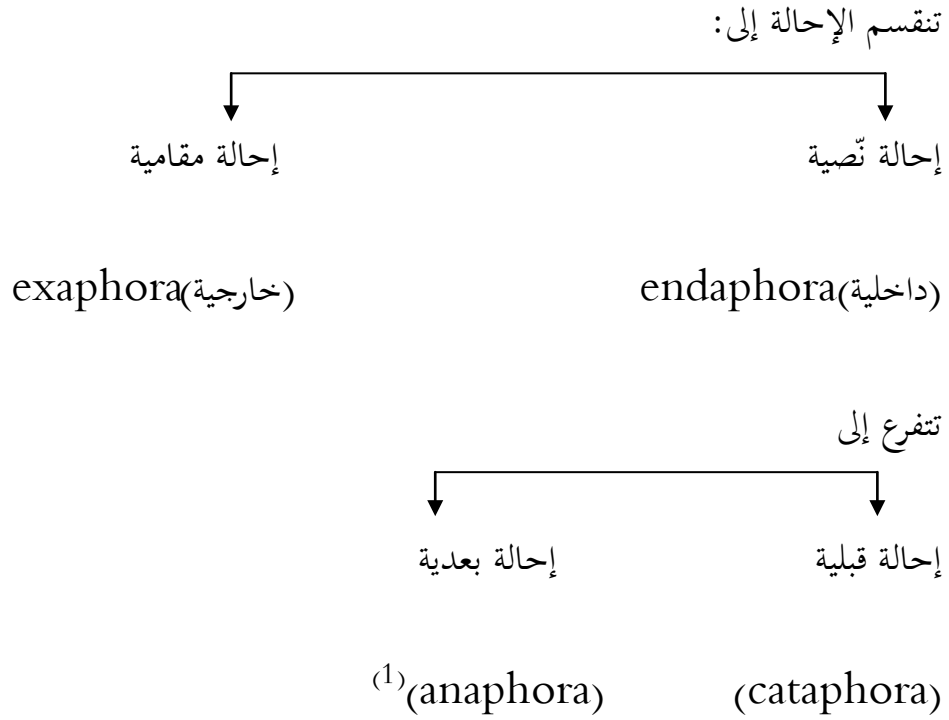 تنقسم الإحالة إلى:
إحالة نّصية إحالة مقامية
(داخلية)endaphora (خارجية)exaphora
تتفرع إلى
إحالة قبلية إحالة بعدية
(cataphora) (anaphora)(1)